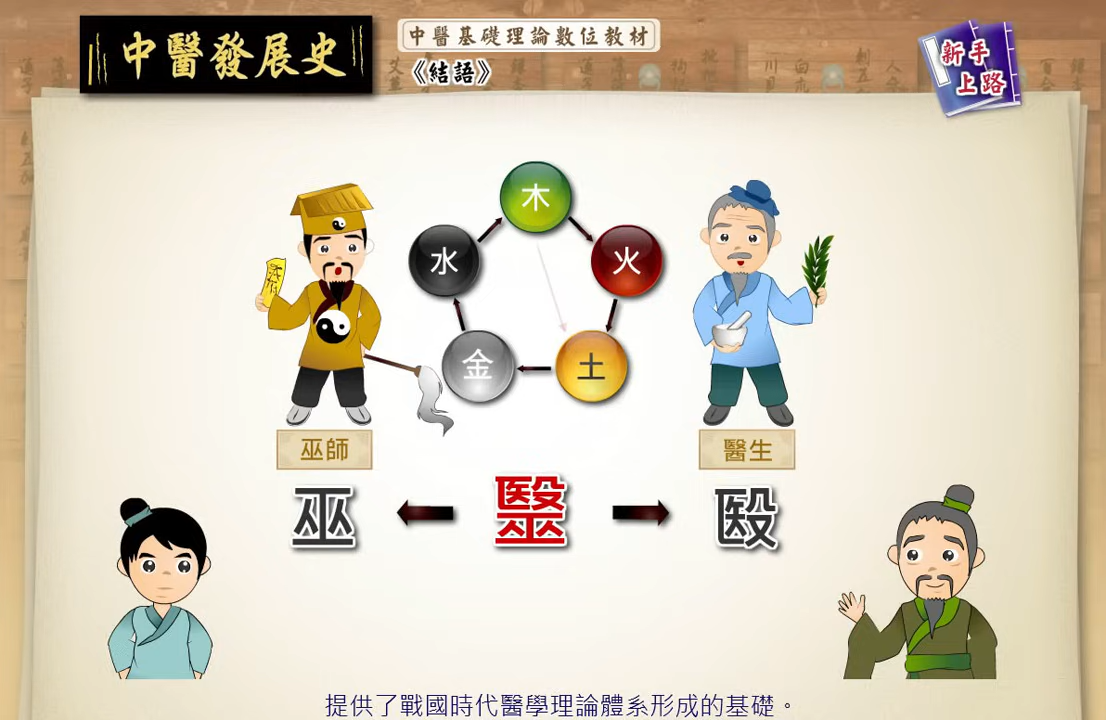 中醫發展史
中醫基礎理論數位教材
《結語》
新手
上路
木
水
火
金
土
巫師
醫生
巫
毉
殹
提供了戰國時代醫學理論體系形成的基礎。